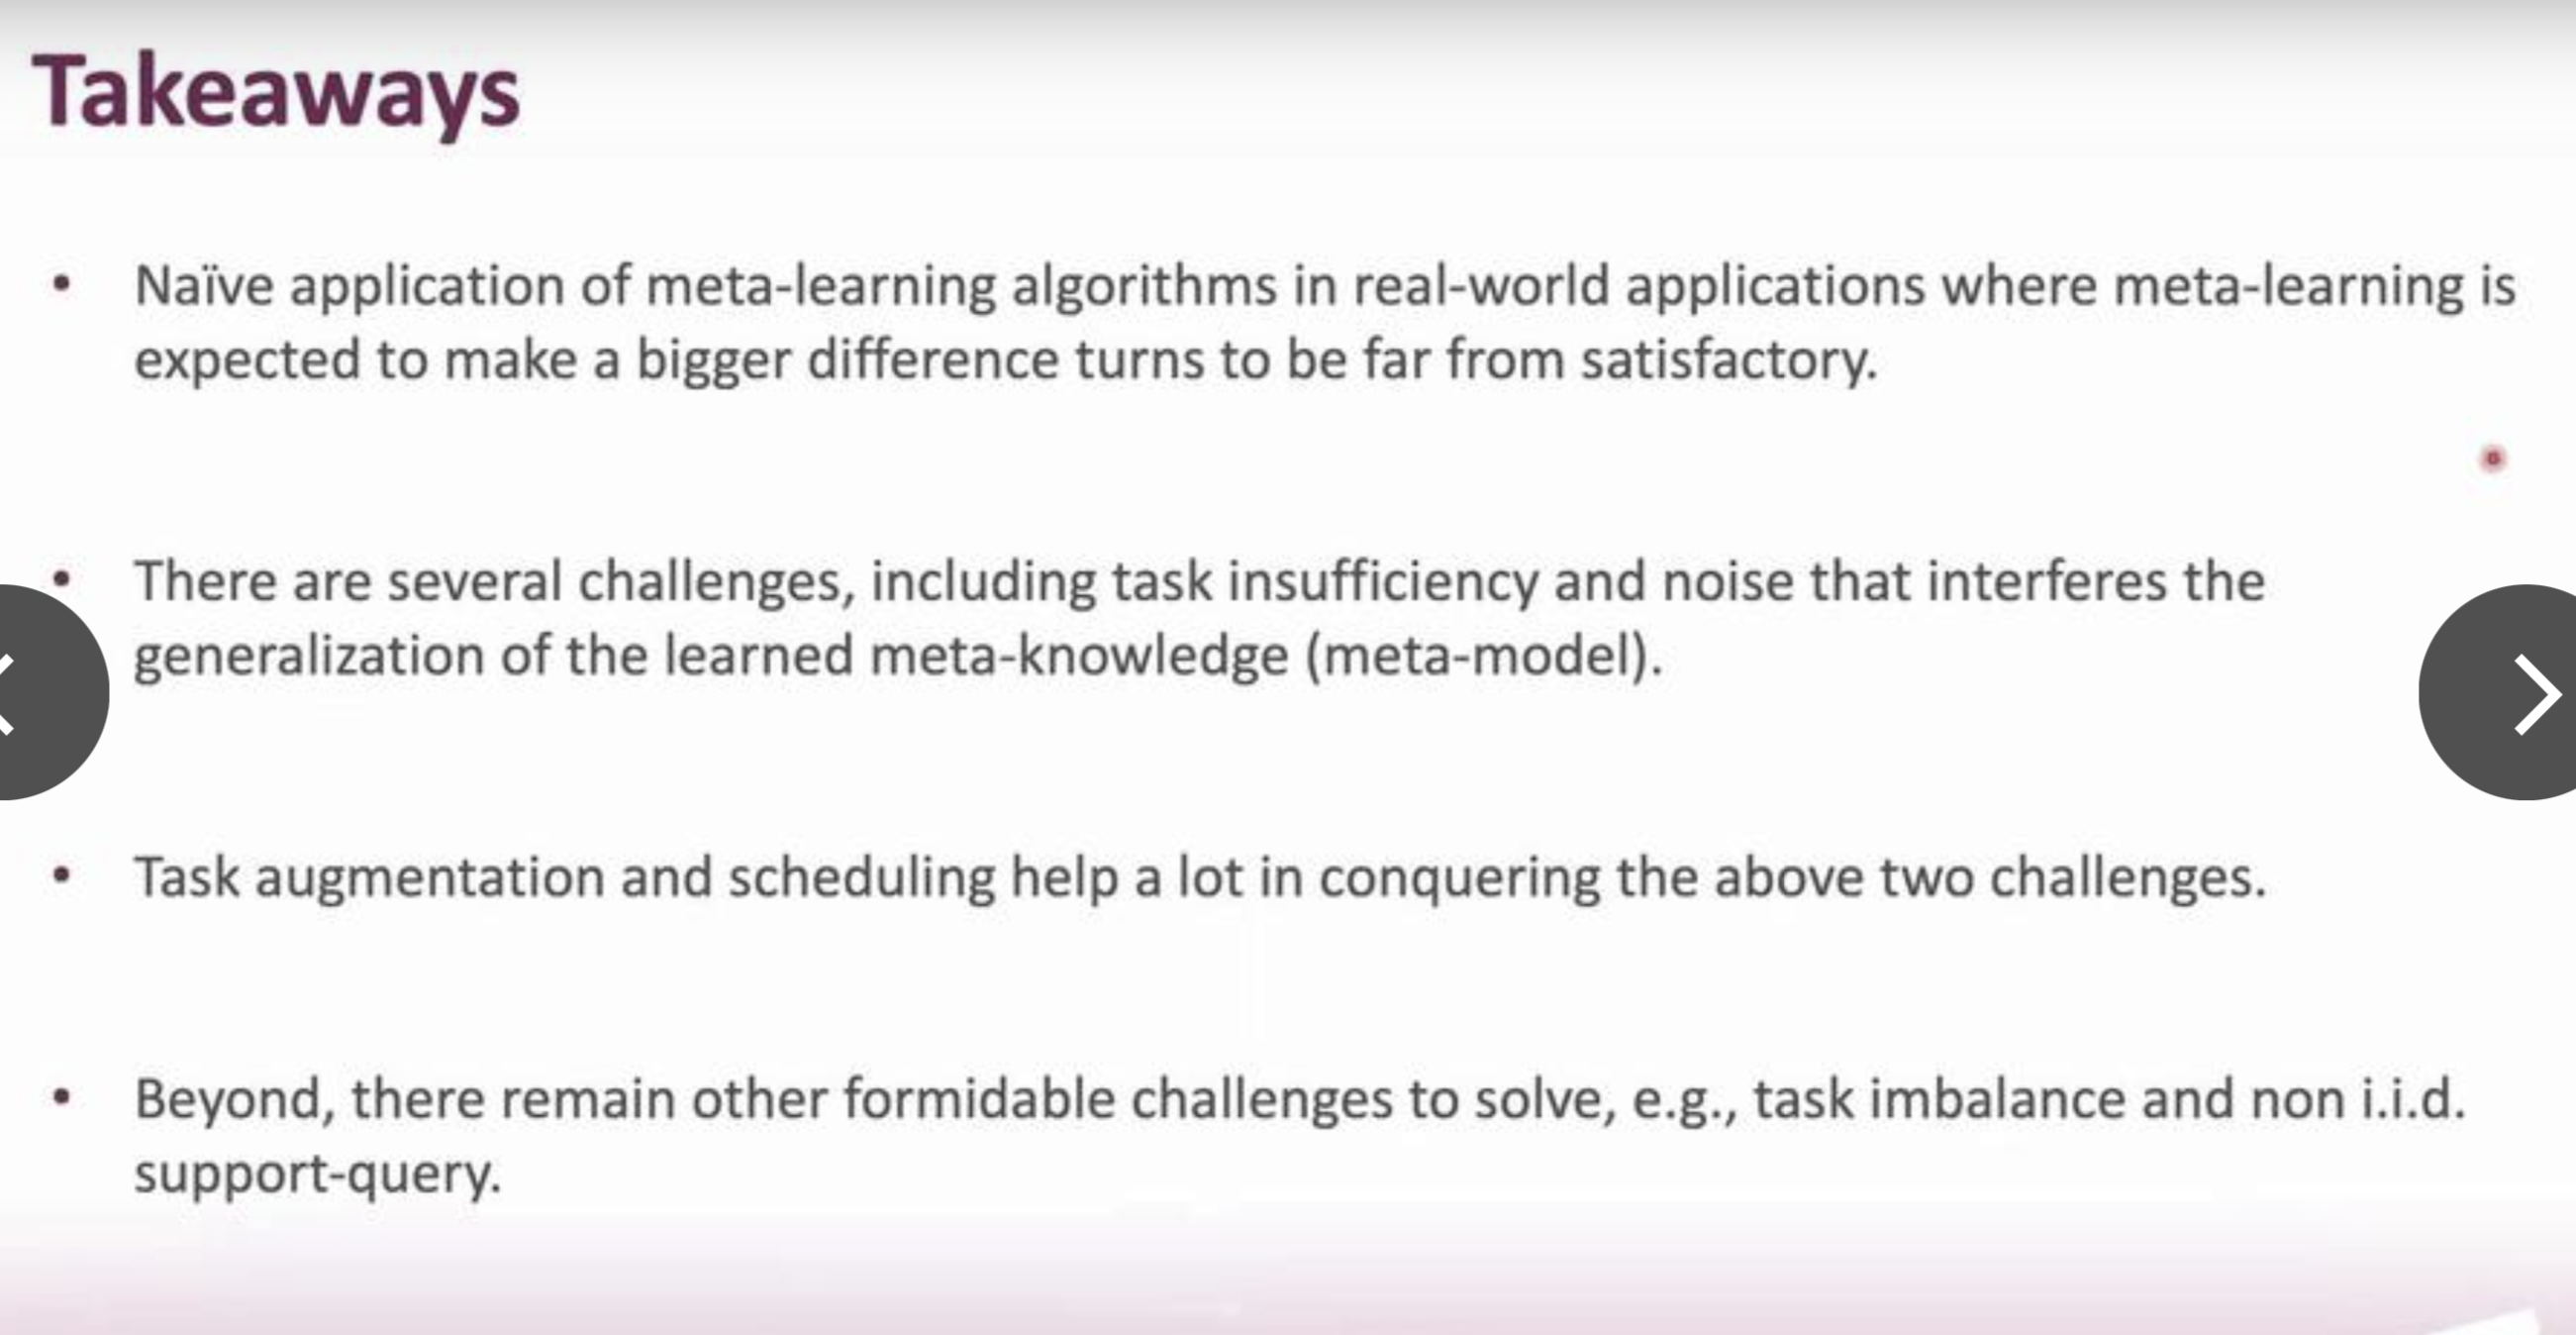 Takeaways
• Naïve application of meta-learning algorithms in real-world applications where meta-learning is
expected to make a bigger difference turns to be far from satisfactory.
• There are several challenges, including task insufficiency and noise that interferes the
generalization of the learned meta-knowledge (meta-model).
• Task augmentation and scheduling help a lot in conquering the above two challenges.
• Beyond, there remain other formidable challenges to solve, e.g., task imbalance and non i.i.d.
support-query.